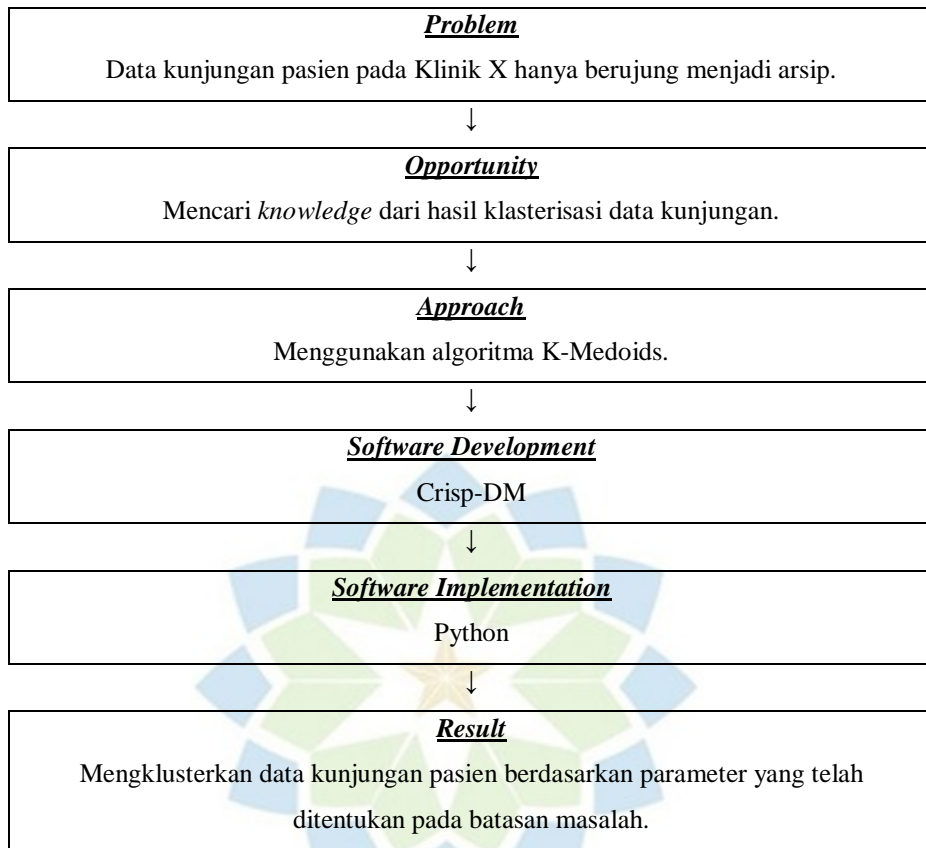 Problem
Data kunjungan pasien pada Klinik X hanya berujung menjadi arsip.
↓
Opportunity
Mencari knowledge dari hasil klasterisasi data kunjungan.
↓
Approach
Menggunakan algoritma K-Medoids.
↓
Software Development
Crisp-DM
↓
Software Implementation
Python
↓
Result
Mengklusterkan data kunjungan pasien berdasarkan parameter yang telah
ditentukan pada batasan masalah.